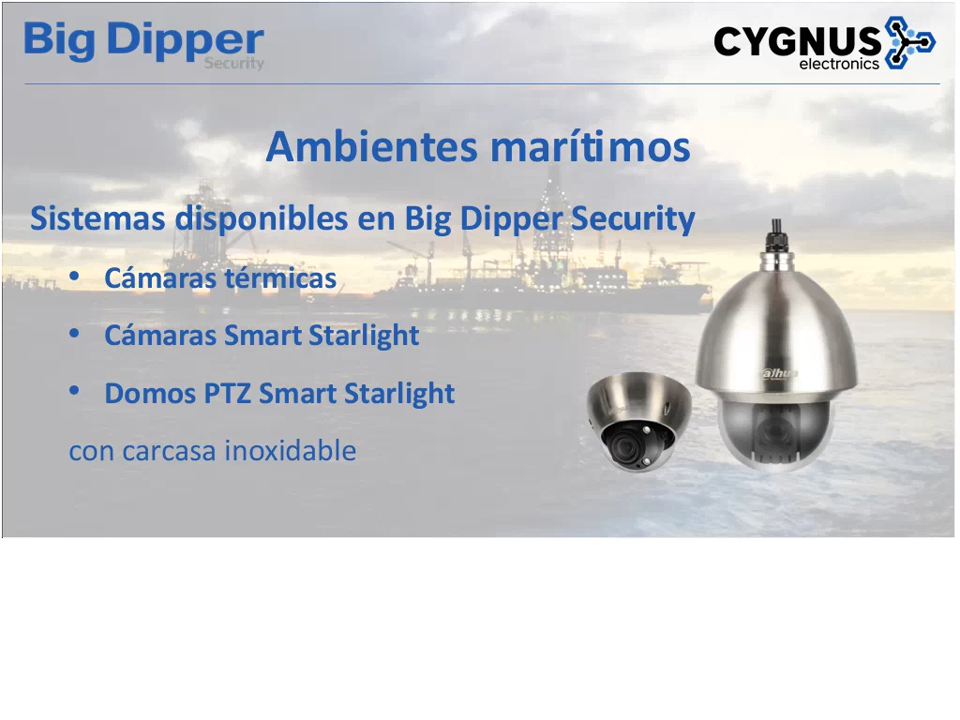 Big Dipper
Security
CYGNUS
electronics
Ambientes marítimos
Sistemas disponibles en Big Dipper Security
• Cámaras térmicas
• Cámaras Smart Starlight
• Domos PTZ Smart Starlight
con carcasa inoxidable
alhua